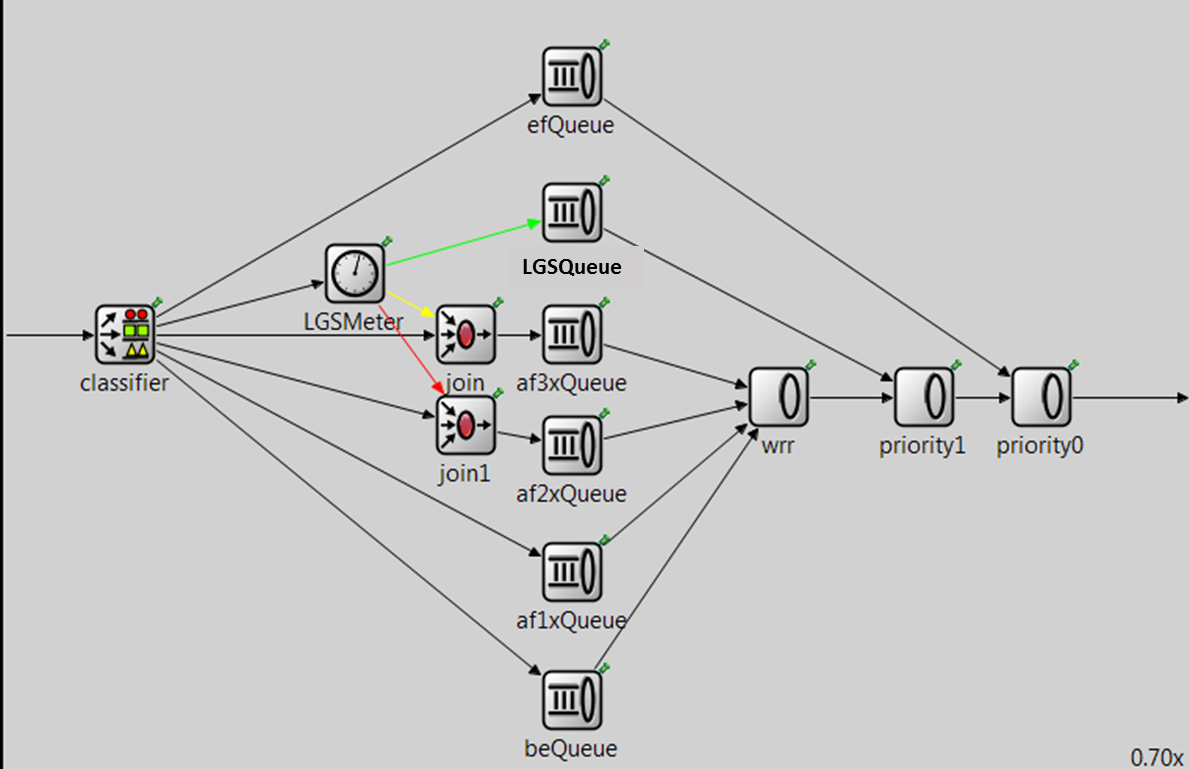 efQueue
LGSQueue
LGSMeter
classifier
join
af3xQueue
join1
af2xQueue
wrr
priority1
priority0
af1xQueue
beQueue
0.70x